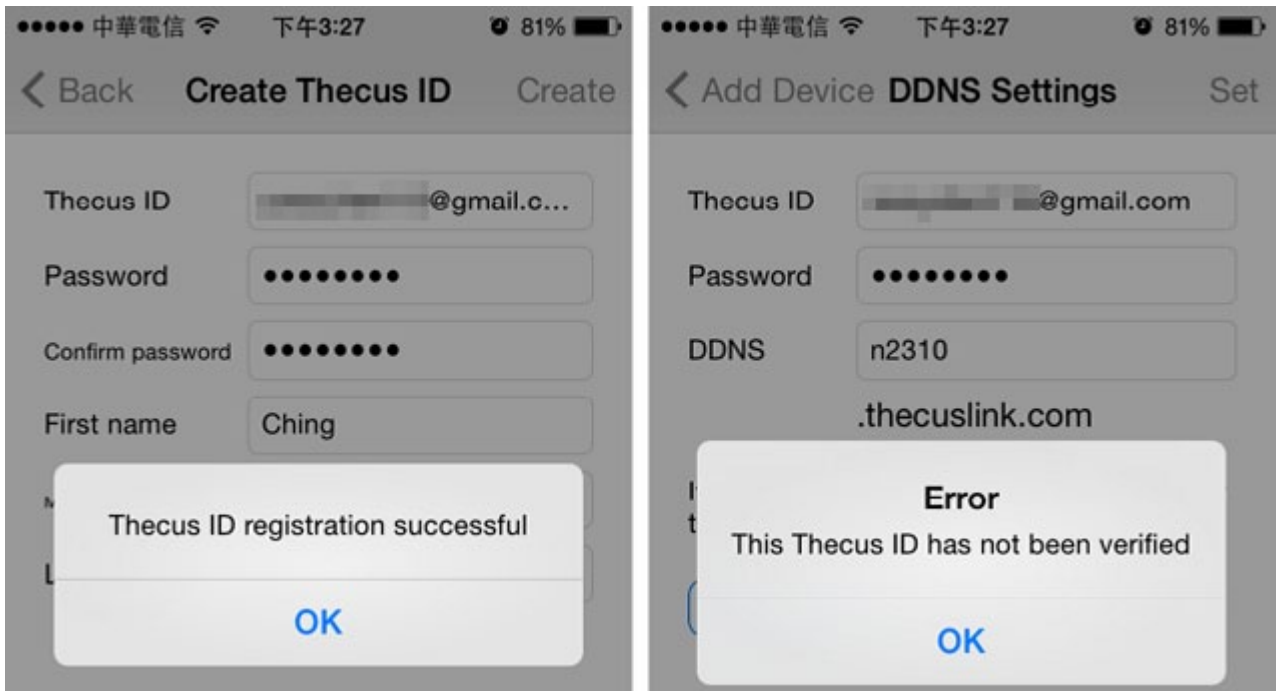 中華電信 下午3:27 81%
Back Create Thecus ID Create
Thecus ID @gmail.c...
Password ●●●●●●●●
Confirm password ●●●●●●●●
First name Ching
Thecus ID registration successful
OK
中華電信 下午3:27 81%
Add Device DDNS Settings Set
Thecus ID @gmail.com
Password ●●●●●●●●
DDNS n2310
.thecuslink.com
Error
This Thecus ID has not been verified
OK